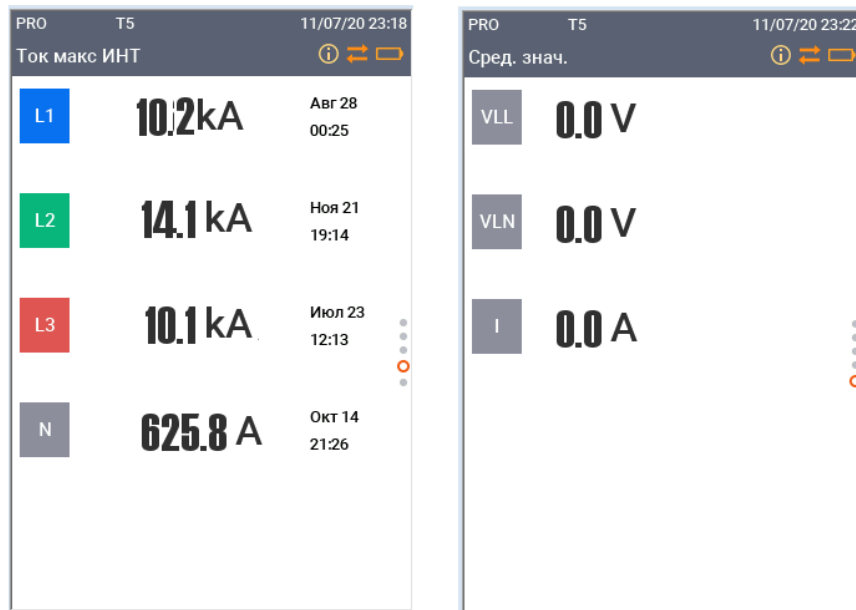 PRO T5 11/07/20 23:18
Ток макс ИНТ
L1 10.2kA Авг 28
00:25
L2 14.1 kA Ноя 21
19:14
L3 10.1 kA Июл 23
12:13
N 625.8 A Окт 14
21:26
PRO T5 11/07/20 23:22
Сред. знач.
VLL 0.0 V
VLN 0.0 V
I 0.0 A